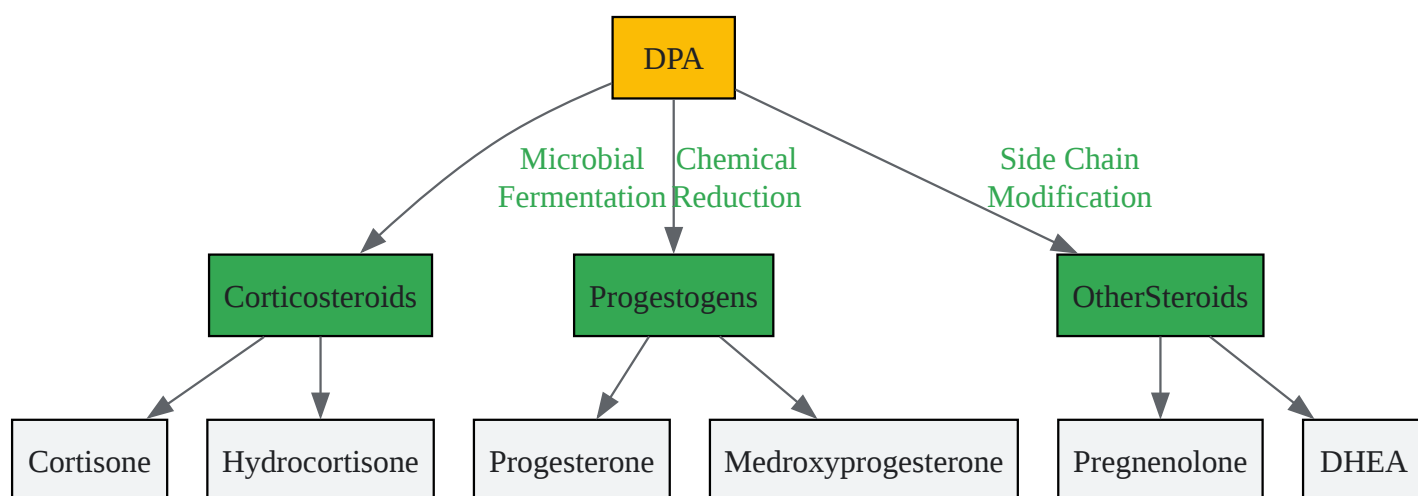 DPA
Microbial
Fermentation
Chemical
Reduction
Side Chain
Modification
Corticosteroids
Progestogens
OtherSteroids
Cortisone
Hydrocortisone
Progesterone
Medroxyprogesterone
Pregnenolone
DHEA